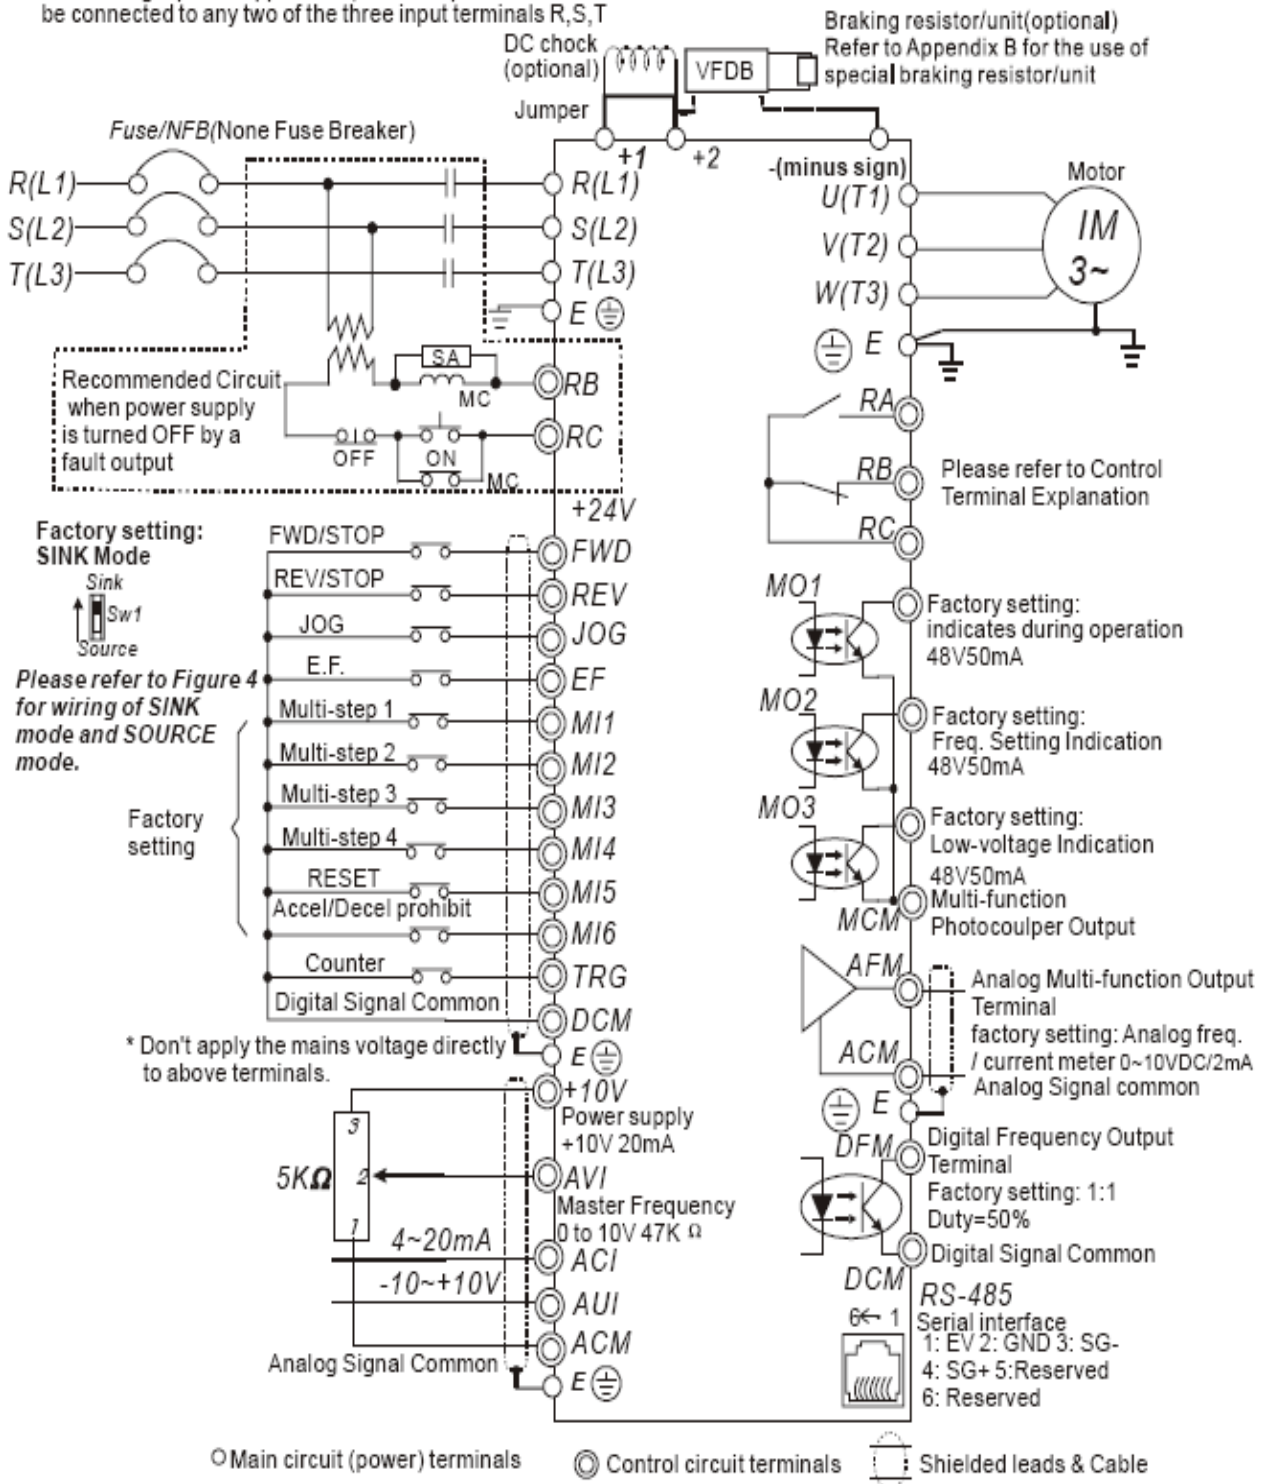 be connected to any two of the three input terminals R,S,T
DC chock
(optional)
Jumper
VFDB
Braking resistor/unit(optional)
Refer to Appendix B for the use of
special braking resistor/unit
Fuse/NFB(None Fuse Breaker)
+1
+2
-(minus sign)
R(L1)
S(L2)
T(L3)
R(L1)
S(L2)
T(L3)
E
U(T1)
V(T2)
W(T3)
E
Motor
IM
3~
Recommended Circuit
when power supply
is turned OFF by a
fault output
SA
MC
RB
OFF
ON
MC
RC
RA
RB
RC
Please refer to Control
Terminal Explanation
+24V
Factory setting:
SINK Mode
Sink
Sw1
Source
Please refer to Figure 4
for wiring of SINK
mode and SOURCE
mode.
Factory
setting
FWD/STOP
FWD
REV/STOP
REV
JOG
JOG
E.F.
EF
Multi-step 1
MI1
Multi-step 2
MI2
Multi-step 3
MI3
Multi-step 4
MI4
RESET
MI5
Accel/Decel prohibit
MI6
Counter
TRG
Digital Signal Common
DCM
* Don't apply the mains voltage directly
to above terminals.
E
MO1
Factory setting:
indicates during operation
48V50mA
MO2
Factory setting:
Freq. Setting Indication
48V50mA
MO3
Factory setting:
Low-voltage Indication
48V50mA
MCM
Multi-function
Photocoulper Output
AFM
Analog Multi-function Output
Terminal
factory setting: Analog freq.
/ current meter 0~10VDC/2mA
ACM
Analog Signal common
E
+10V
Power supply
+10V 20mA
3
5KΩ
2
1
AVI
Master Frequency
0 to 10V 47K Ω
4~20mA
ACI
-10~+10V
AUI
ACM
Analog Signal Common
E
DFM
Digital Frequency Output
Terminal
Factory setting: 1:1
Duty=50%
Digital Signal Common
DCM
RS-485
6← 1
Serial interface
1: EV 2: GND 3: SG-
4: SG+ 5:Reserved
6: Reserved
Main circuit (power) terminals
Control circuit terminals
Shielded leads & Cable